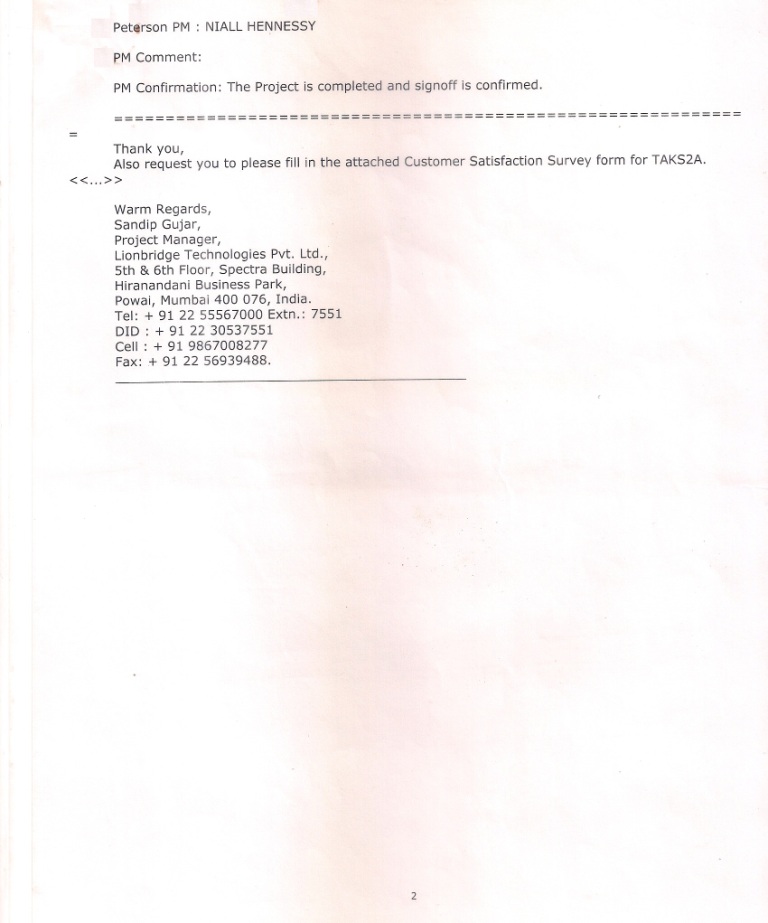 Peterson PM : NIALL HENNESSY
PM Comment:
PM Confirmation: The Project is completed and signoff is confirmed.
=============================================================
=
Thank you,
Also request you to please fill in the attached Customer Satisfaction Survey form for TAKS2A.
<<...>>
Warm Regards,
Sandip Gujar,
Project Manager,
Lionbridge Technologies Pvt. Ltd.,
5th & 6th Floor, Spectra Building,
Hiranandani Business Park,
Powai, Mumbai 400 076, India.
Tel: + 91 22 55567000 Extn.: 7551
DID : + 91 22 30537551
Cell : + 91 9867008277
Fax: + 91 22 56939488.
2